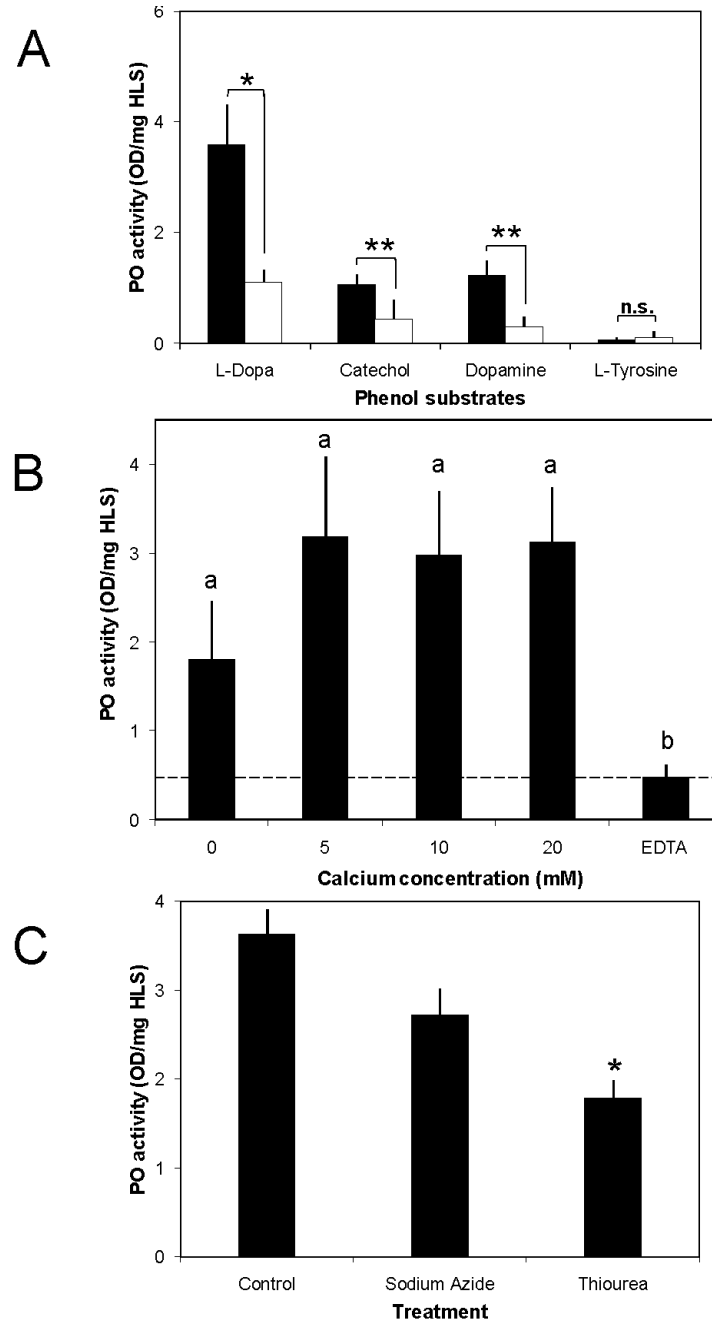 A
PO activity (OD/mg HLS)
6
4
2
0
*
**
**
n.s.
L-Dopa Catechol Dopamine L-Tyrosine
Phenol substrates
B
PO activity (OD/mg HLS)
4
3
2
1
0
a
a
a
a
b
0 5 10 20 EDTA
Calcium concentration (mM)
C
PO activity (OD/mg HLS)
4
3
2
1
0
*
Control Sodium Azide Thiourea
Treatment